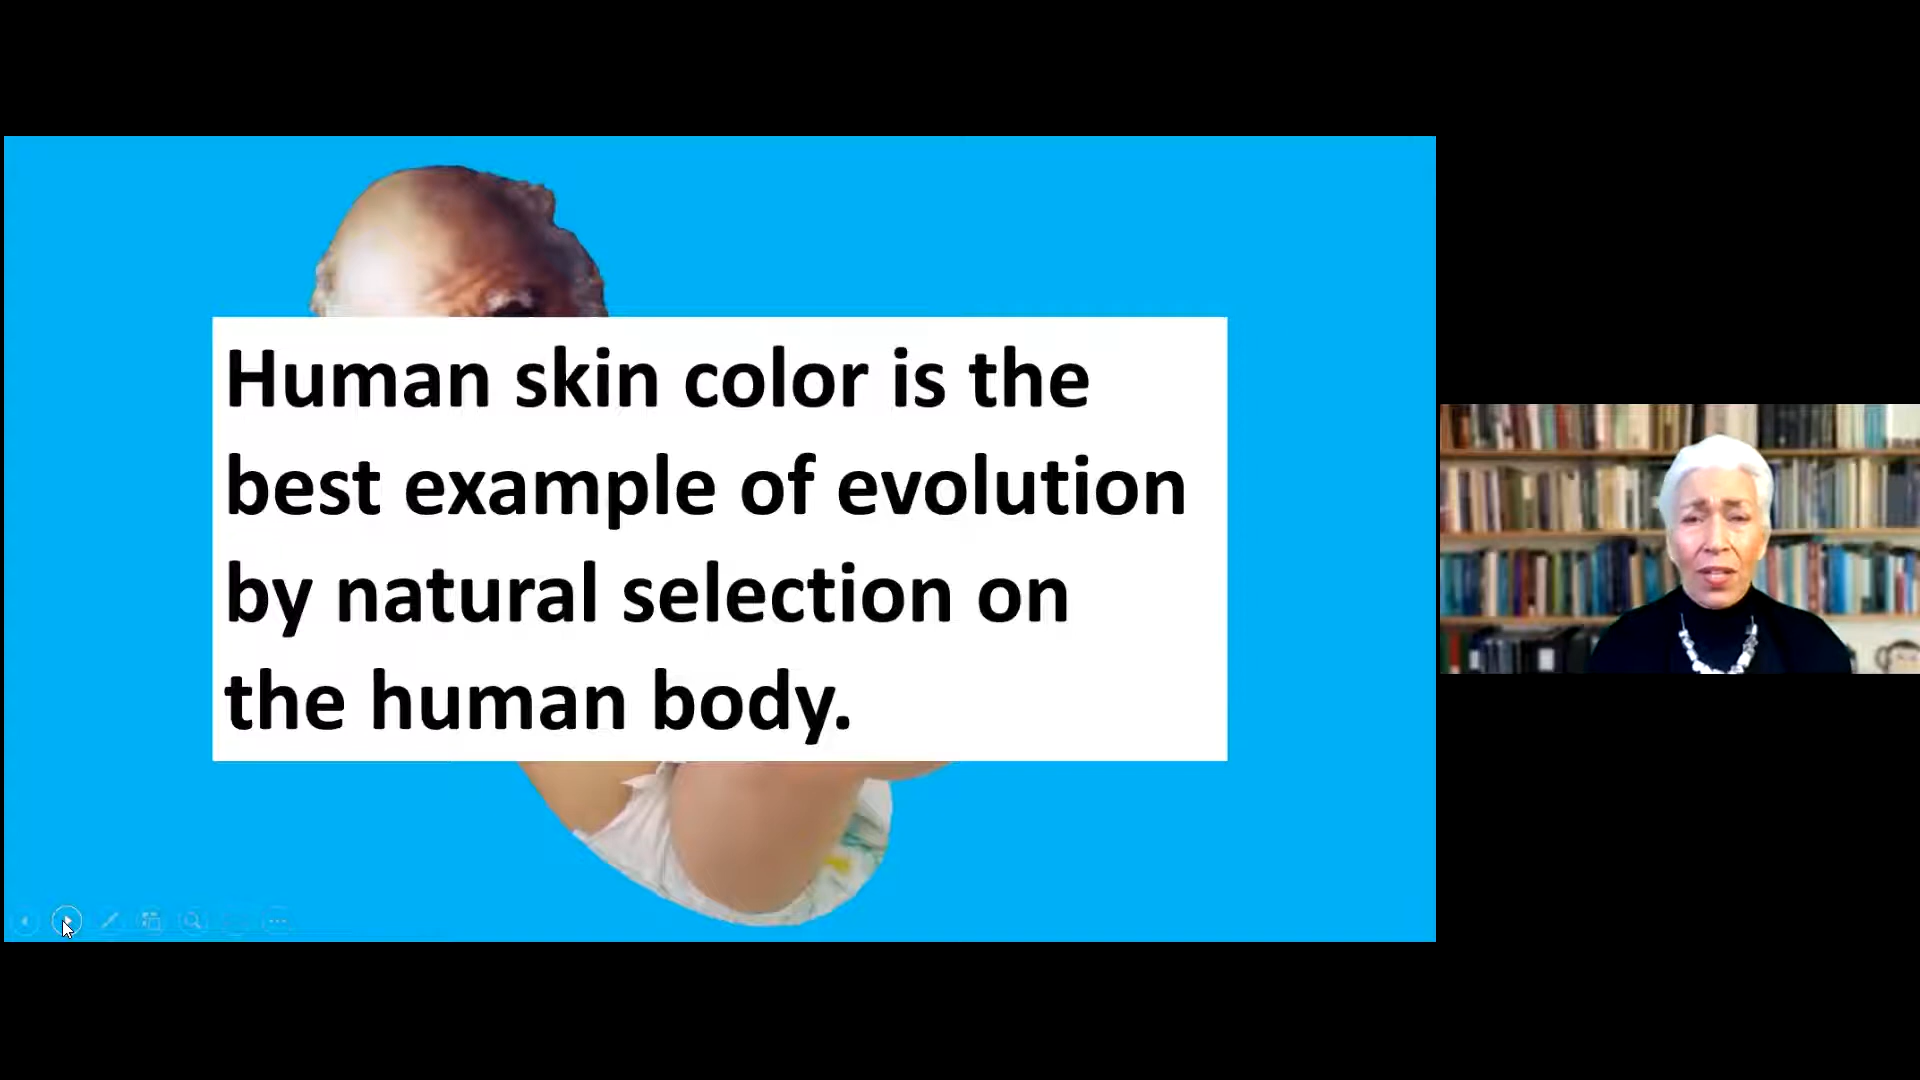 Human skin color is the
best example of evolution
by natural selection on
the human body.